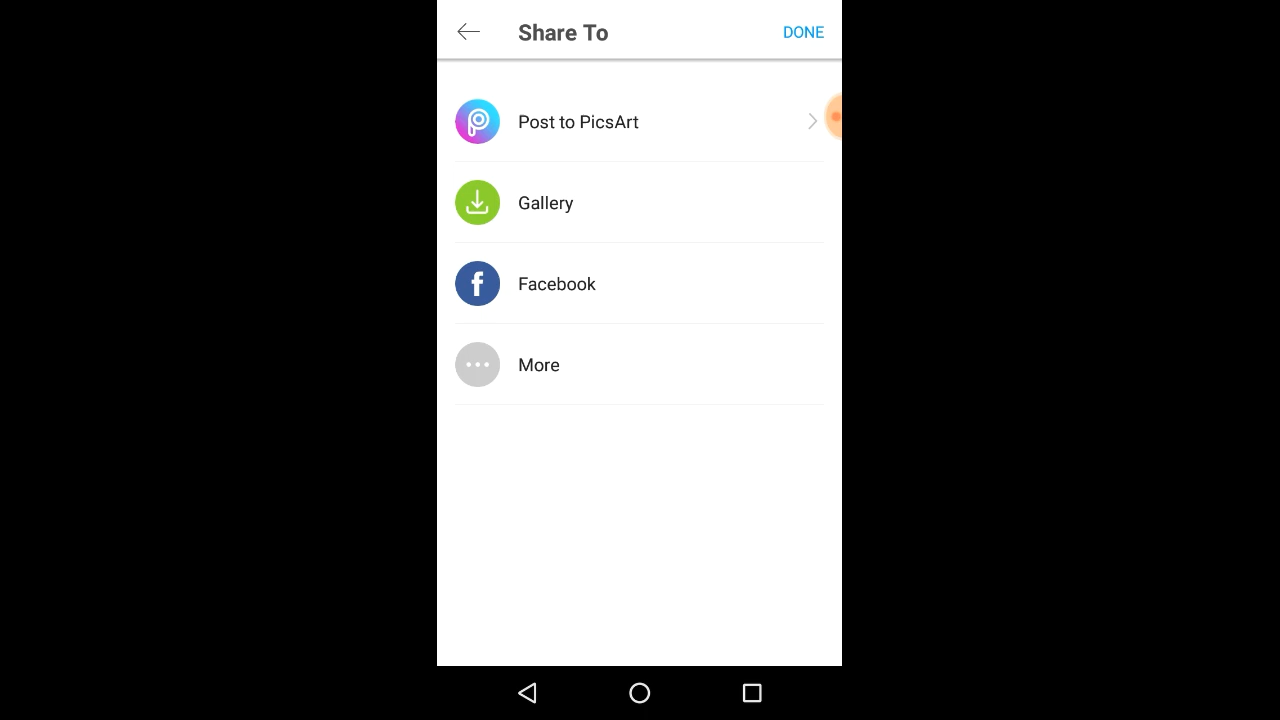 Share To
DONE
Post to PicsArt
Gallery
Facebook
More